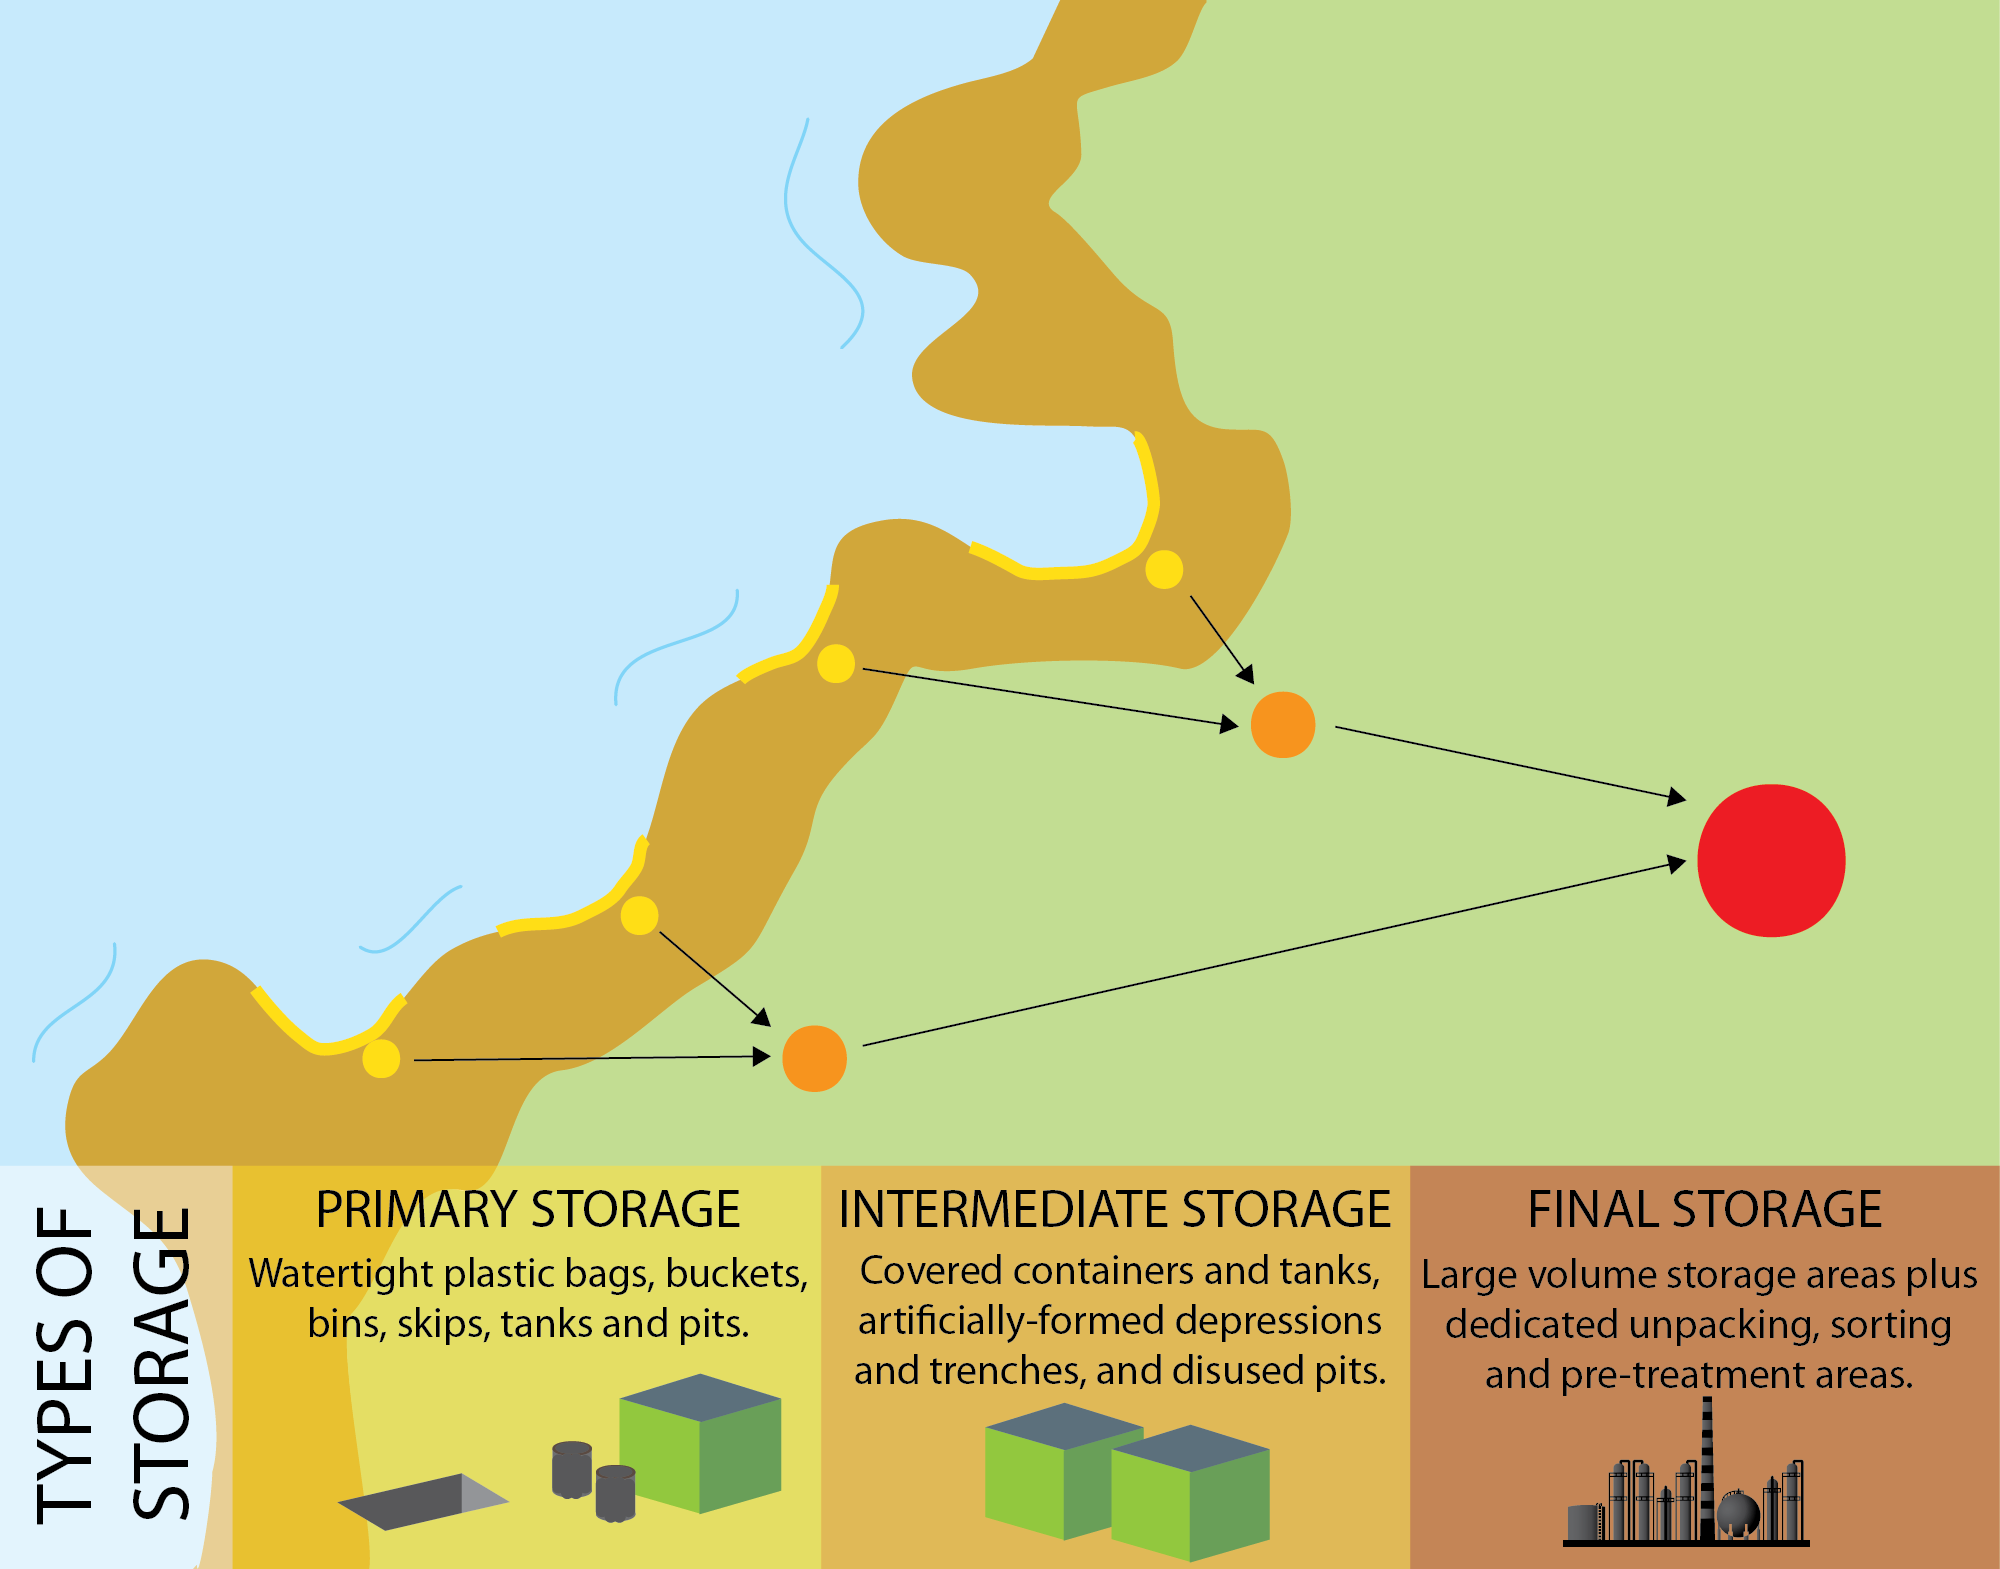 TYPES OF
STORAGE
PRIMARY STORAGE
Watertight plastic bags, buckets,
bins, skips, tanks and pits.
INTERMEDIATE STORAGE
Covered containers and tanks,
artificially-formed depressions
and trenches, and disused pits.
FINAL STORAGE
Large volume storage areas plus
dedicated unpacking, sorting
and pre-treatment areas.